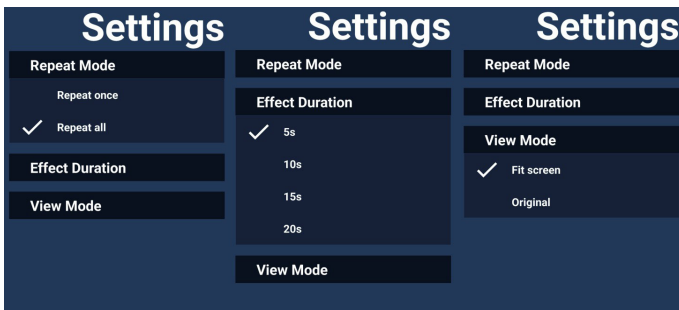 Settings
Repeat Mode
Repeat once
Repeat all
Effect Duration
View Mode
Settings
Repeat Mode
Effect Duration
5s
10s
15s
20s
View Mode
Settings
Repeat Mode
Effect Duration
View Mode
Fit screen
Original